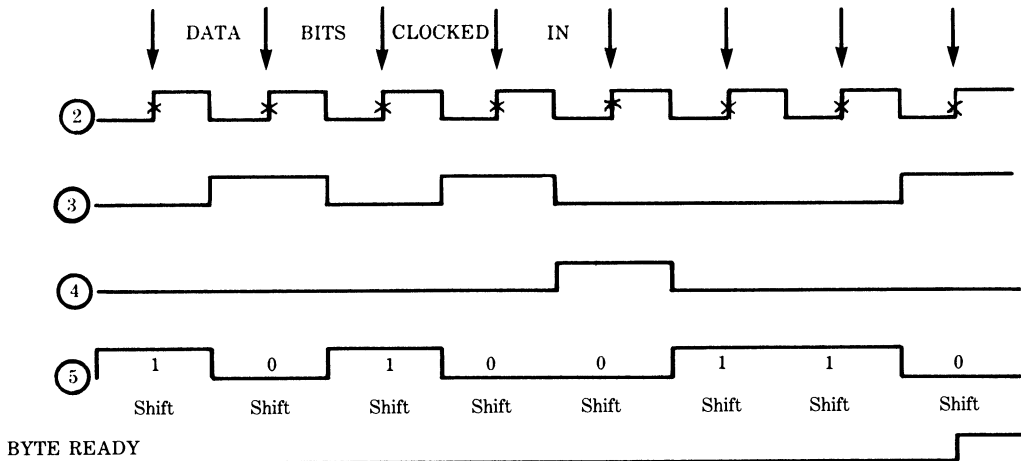 DATA BITS CLOCKED IN
2
3
4
5
1 0 1 0 0 1 1 0
Shift Shift Shift Shift Shift Shift Shift Shift
BYTE READY